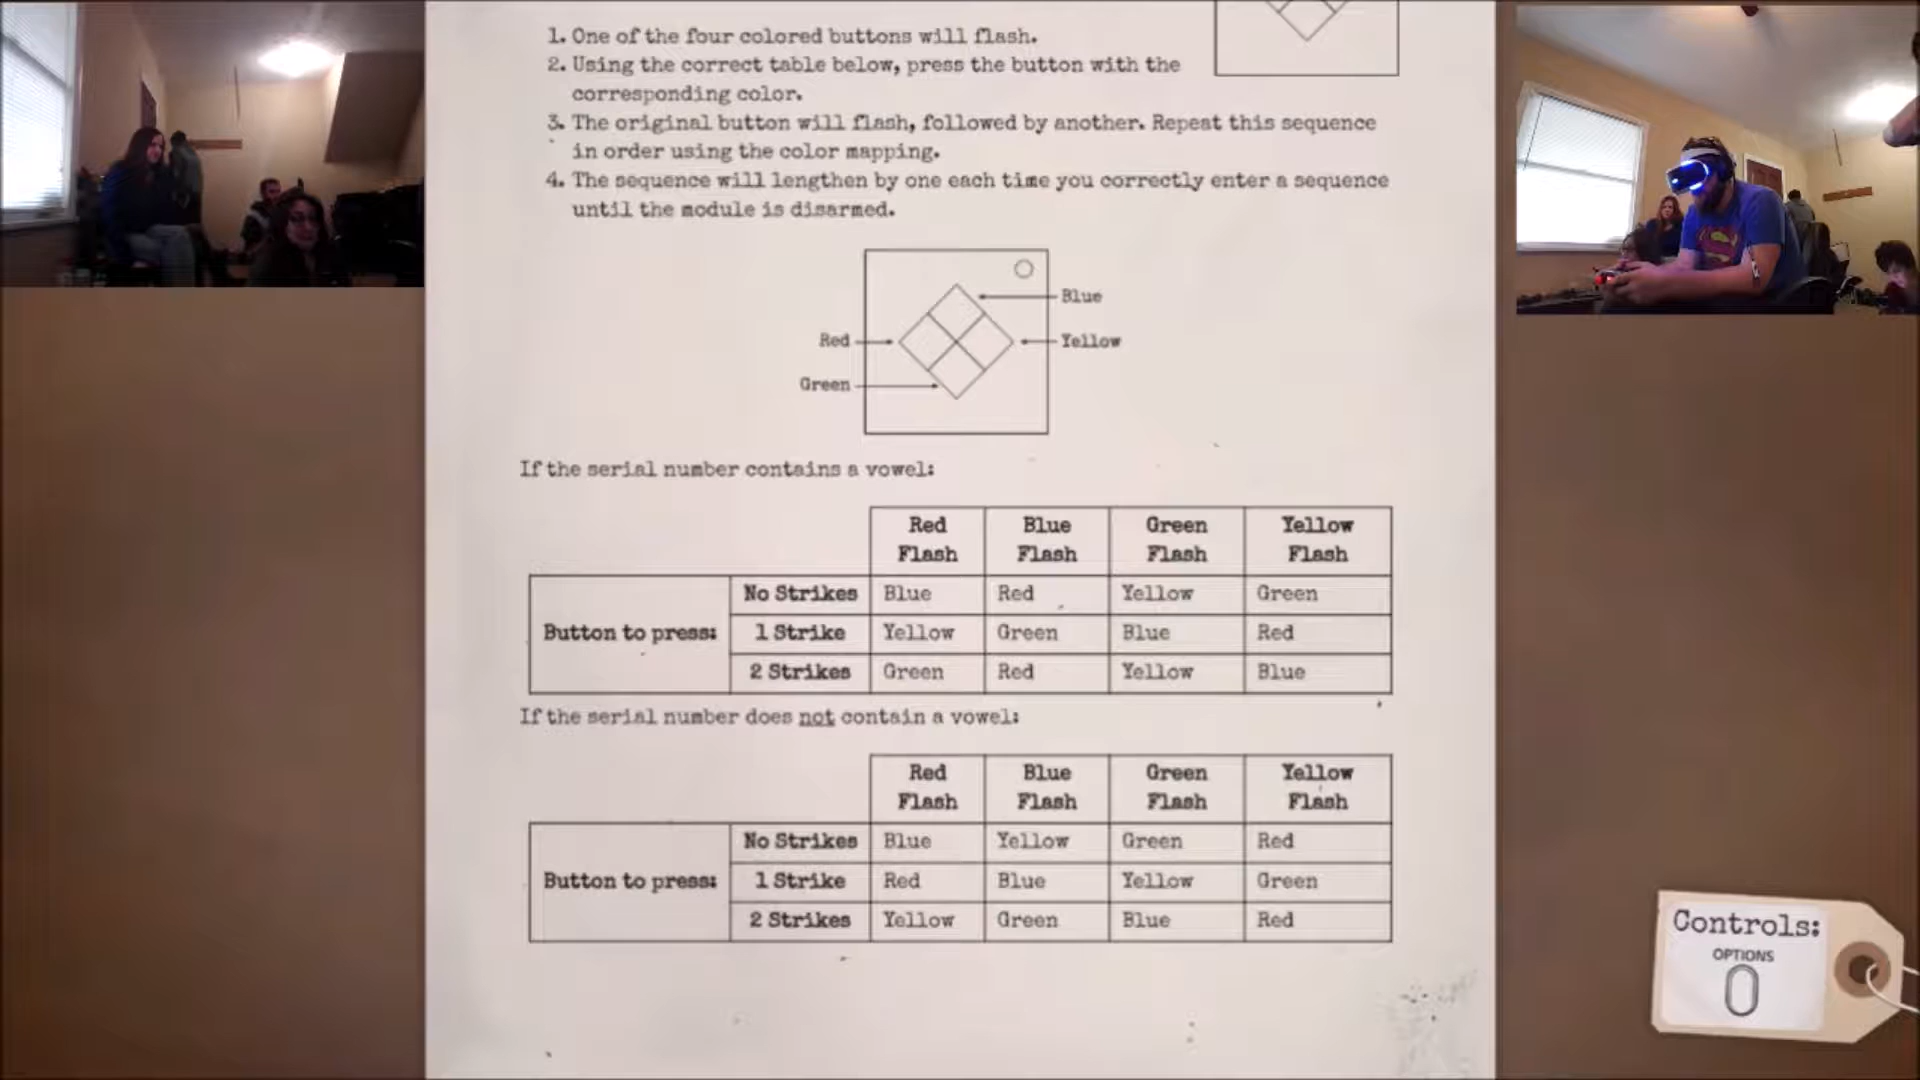 1. One of the four colored buttons will flash.
2. Using the correct table below, press the button with the
corresponding color.
3. The original button will flash, followed by another. Repeat this sequence
in order using the color mapping.
4. The sequence will lengthen by one each time you correctly enter a sequence
until the module is disarmed.
Blue
Red
Yellow
Green
If the serial number contains a vowel:
Red Flash Blue Flash Green Flash Yellow Flash
Button to press:
No Strikes Blue Red Yellow Green
1 Strike Yellow Green Blue Red
2 Strikes Green Red Yellow Blue
If the serial number does not contain a vowel:
Red Flash Blue Flash Green Flash Yellow Flash
Button to press:
No Strikes Blue Yellow Green Red
1 Strike Red Blue Yellow Green
2 Strikes Yellow Green Blue Red
Controls:
OPTIONS